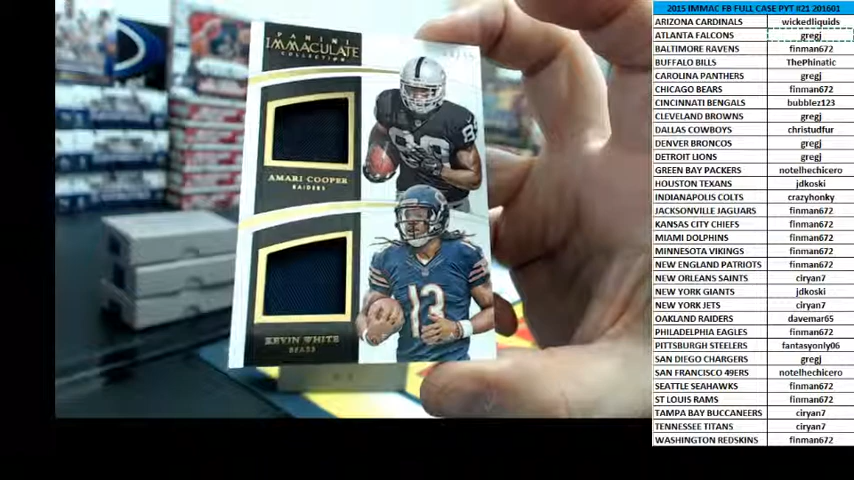 PANINI
IMMACULATE
COLLECTION
AMARI COOPER
RAIDERS
KEVIN WHITE
BEARS
13
2015 IMMAC FB FULL CASE PYT #21 201601
ARIZONA CARDINALS wickedliquids
ATLANTA FALCONS gregj
BALTIMORE RAVENS finman672
BUFFALO BILLS ThePhinatic
CAROLINA PANTHERS gregj
CHICAGO BEARS finman672
CINCINNATI BENGALS bubblez123
CLEVELAND BROWNS gregj
DALLAS COWBOYS christudfur
DENVER BRONCOS gregj
DETROIT LIONS gregj
GREEN BAY PACKERS notelhechicero
HOUSTON TEXANS jdkoski
INDIANAPOLIS COLTS crazyhonky
JACKSONVILLE JAGUARS finman672
KANSAS CITY CHIEFS finman672
MIAMI DOLPHINS finman672
MINNESOTA VIKINGS finman672
NEW ENGLAND PATRIOTS finman672
NEW ORLEANS SAINTS ciryan7
NEW YORK GIANTS jdkoski
NEW YORK JETS ciryan7
OAKLAND RAIDERS davemar65
PHILADELPHIA EAGLES finman672
PITTSBURGH STEELERS fantasyonly06
SAN DIEGO CHARGERS gregj
SAN FRANCISCO 49ERS notelhechicero
SEATTLE SEAHAWKS finman672
ST LOUIS RAMS finman672
TAMPA BAY BUCCANEERS ciryan7
TENNESSEE TITANS ciryan7
WASHINGTON REDSKINS finman672